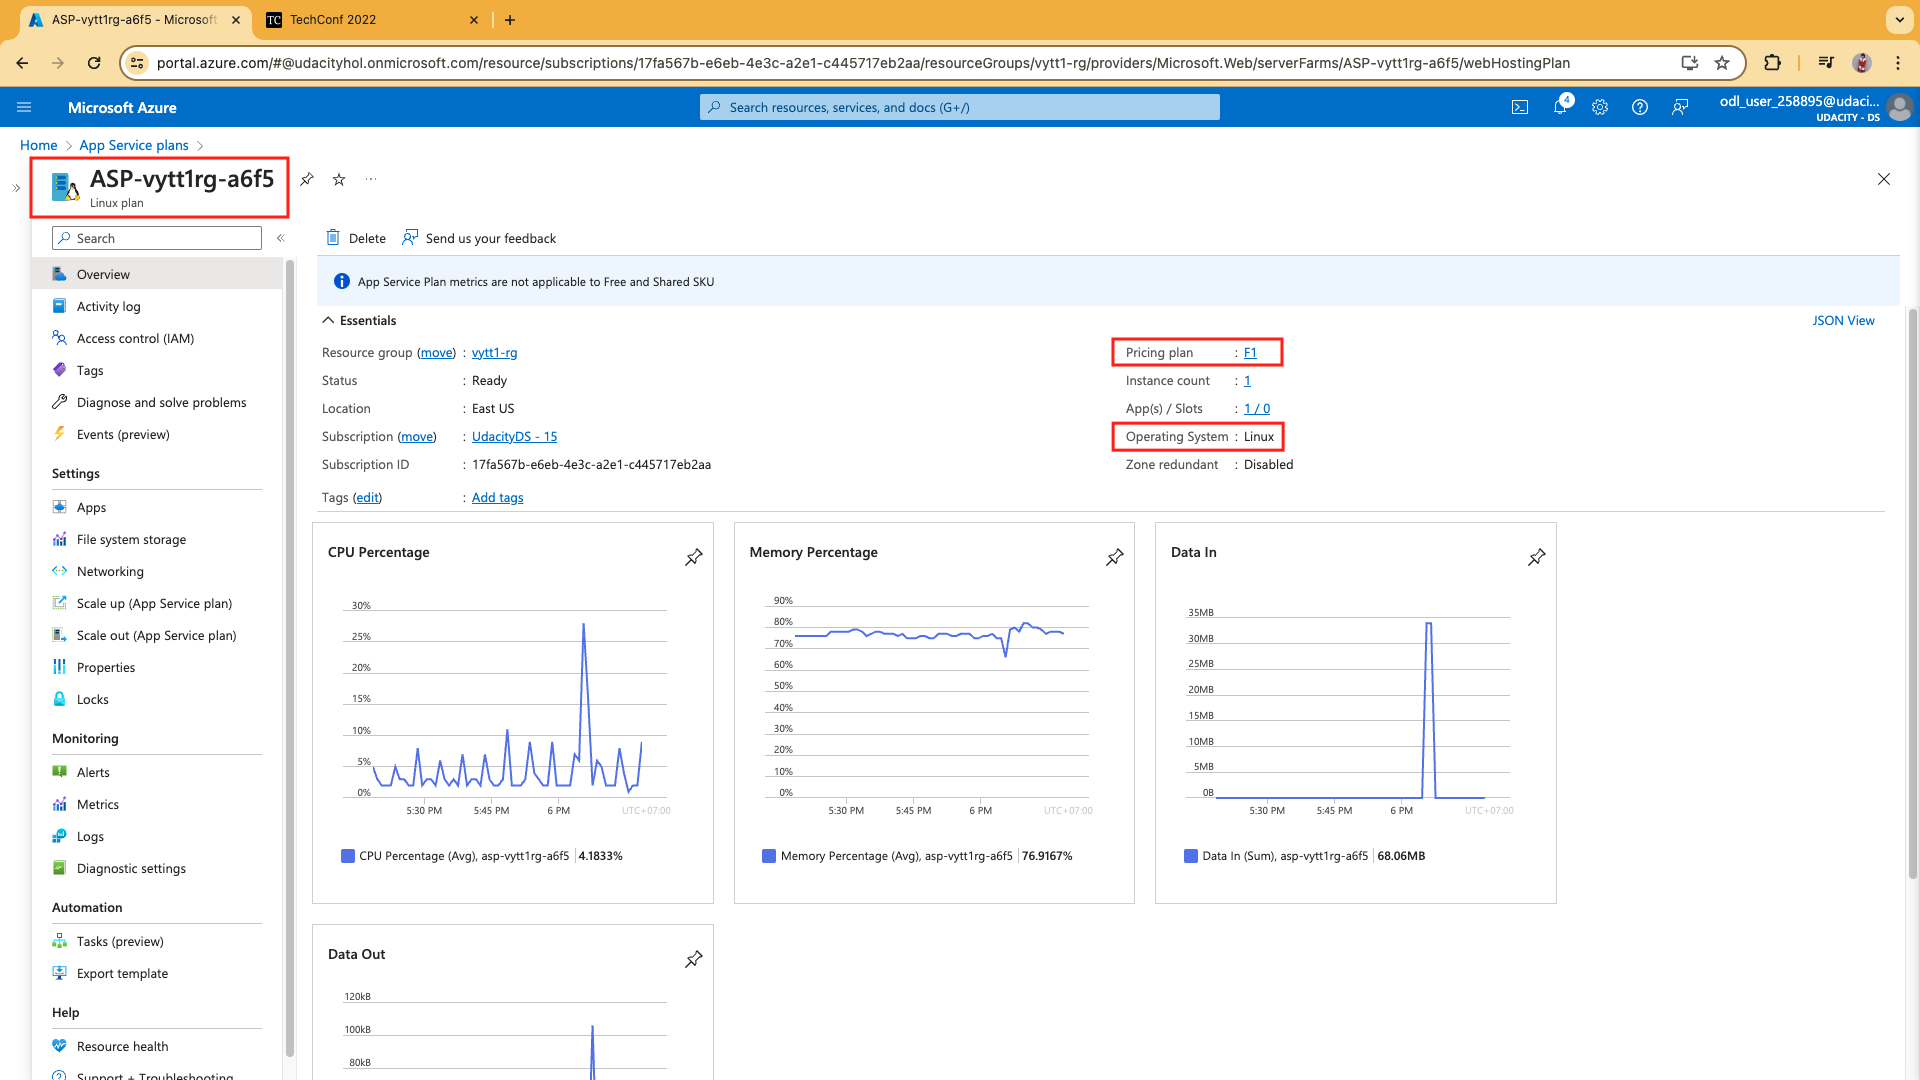 ASP-vytt1rg-a6f5 - Microsoft
TechConf 2022
portal.azure.com/#@udacityhol.onmicrosoft.com/resource/subscriptions/17fa567b-e6eb-4e3c-a2e1-c445717eb2aa/resourceGroups/vytt1-rg/providers/Microsoft.Web/serverFarms/ASP-vytt1rg-a6f5/webHostingPlan
Microsoft Azure
Search resources, services, and docs (G+/)
4
odl_user_258895@udaci...
UDACITY - DS
Home > App Service plans >
ASP-vytt1rg-a6f5
Linux plan
Search
Delete
Send us your feedback
Overview
Activity log
Access control (IAM)
Tags
Diagnose and solve problems
Events (preview)
Settings
Apps
File system storage
Networking
Scale up (App Service plan)
Scale out (App Service plan)
Properties
Locks
Monitoring
Alerts
Metrics
Logs
Diagnostic settings
Automation
Tasks (preview)
Export template
Help
Resource health
Support + Troubleshooting
App Service Plan metrics are not applicable to Free and Shared SKU
Essentials
JSON View
Resource group (move) : vytt1-rg
Status : Ready
Location : East US
Subscription (move) : UdacityDS - 15
Subscription ID : 17fa567b-e6eb-4e3c-a2e1-c445717eb2aa
Tags (edit) : Add tags
Pricing plan : F1
Instance count : 1
App(s) / Slots : 1 / 0
Operating System : Linux
Zone redundant : Disabled
CPU Percentage
30%
25%
20%
15%
10%
5%
0%
5:30 PM 5:45 PM 6 PM UTC+07:00
CPU Percentage (Avg), asp-vytt1rg-a6f5 4.1833%
Memory Percentage
90%
80%
70%
60%
50%
40%
30%
20%
10%
0%
5:30 PM 5:45 PM 6 PM UTC+07:00
Memory Percentage (Avg), asp-vytt1rg-a6f5 76.9167%
Data In
35MB
30MB
25MB
20MB
15MB
10MB
5MB
0B
5:30 PM 5:45 PM 6 PM UTC+07:00
Data In (Sum), asp-vytt1rg-a6f5 68.06MB
Data Out
120kB
100kB
80kB